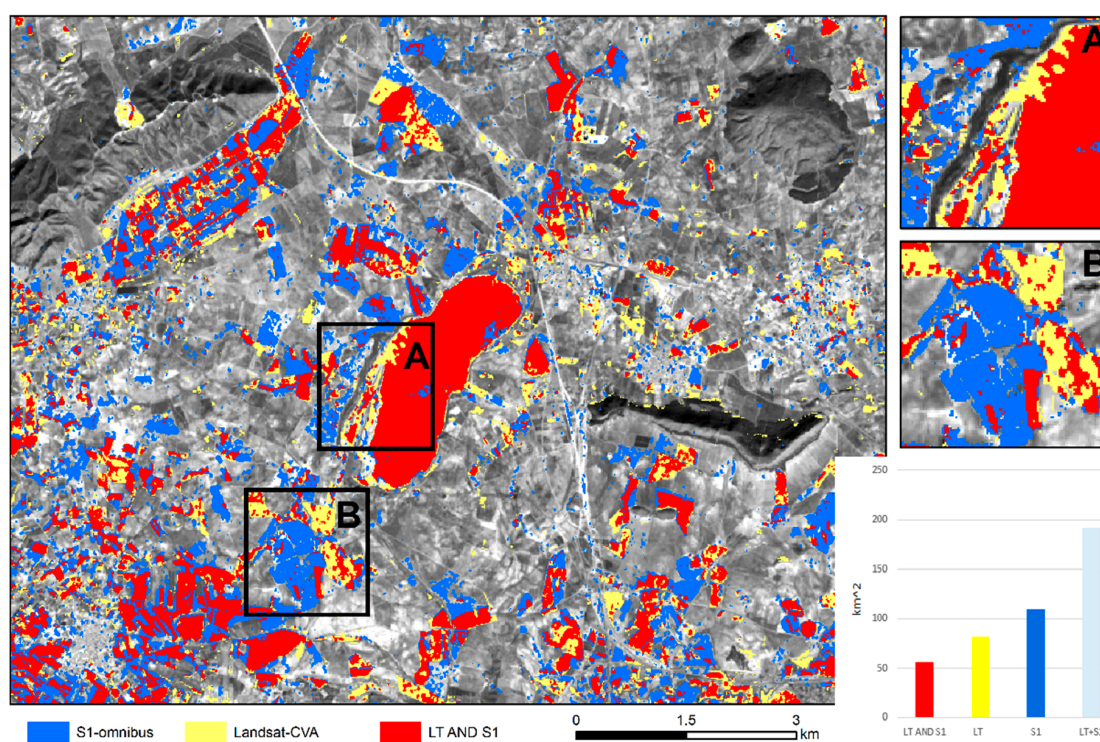 A
B
A
B
250
200
150
100
50
0
km^2
LT AND S1
LT
S1
S1-omnibus
Landsat-CVA
LT AND S1
0
1.5
3
km